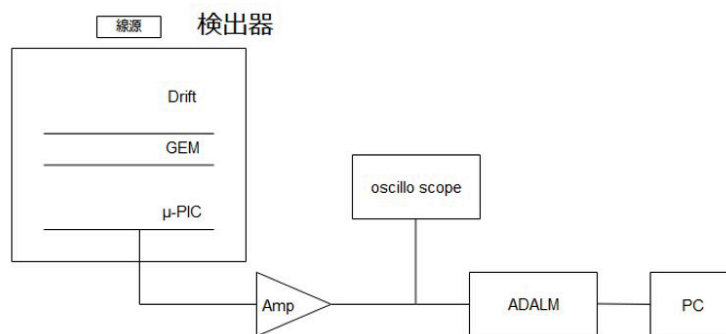 線源
検出器
Drift
GEM
μ-PIC
oscillo scope
Amp
ADALM
PC